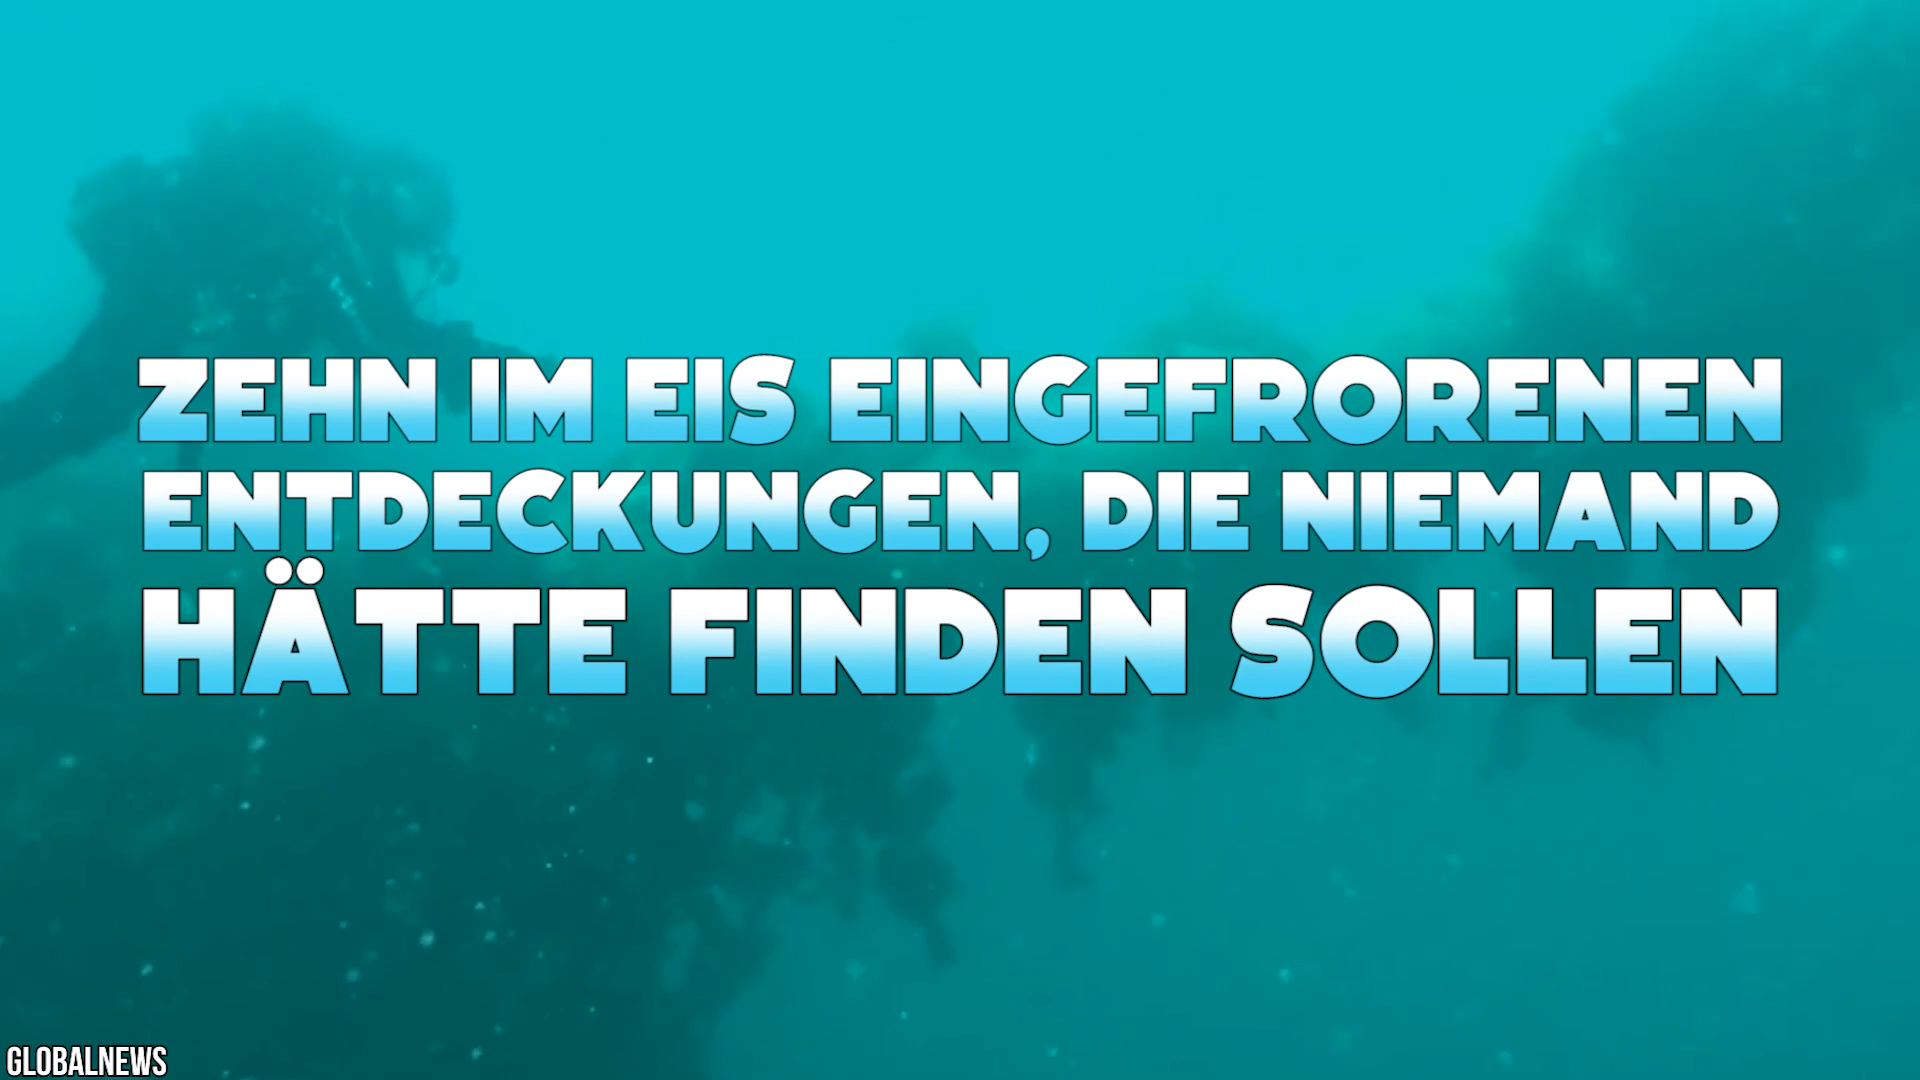 ZEHN IM EIS EINGEFRORENEN
ENTDECKUNGEN, DIE NIEMAND
HÄTTE FINDEN SOLLEN
GLOBALNEWS